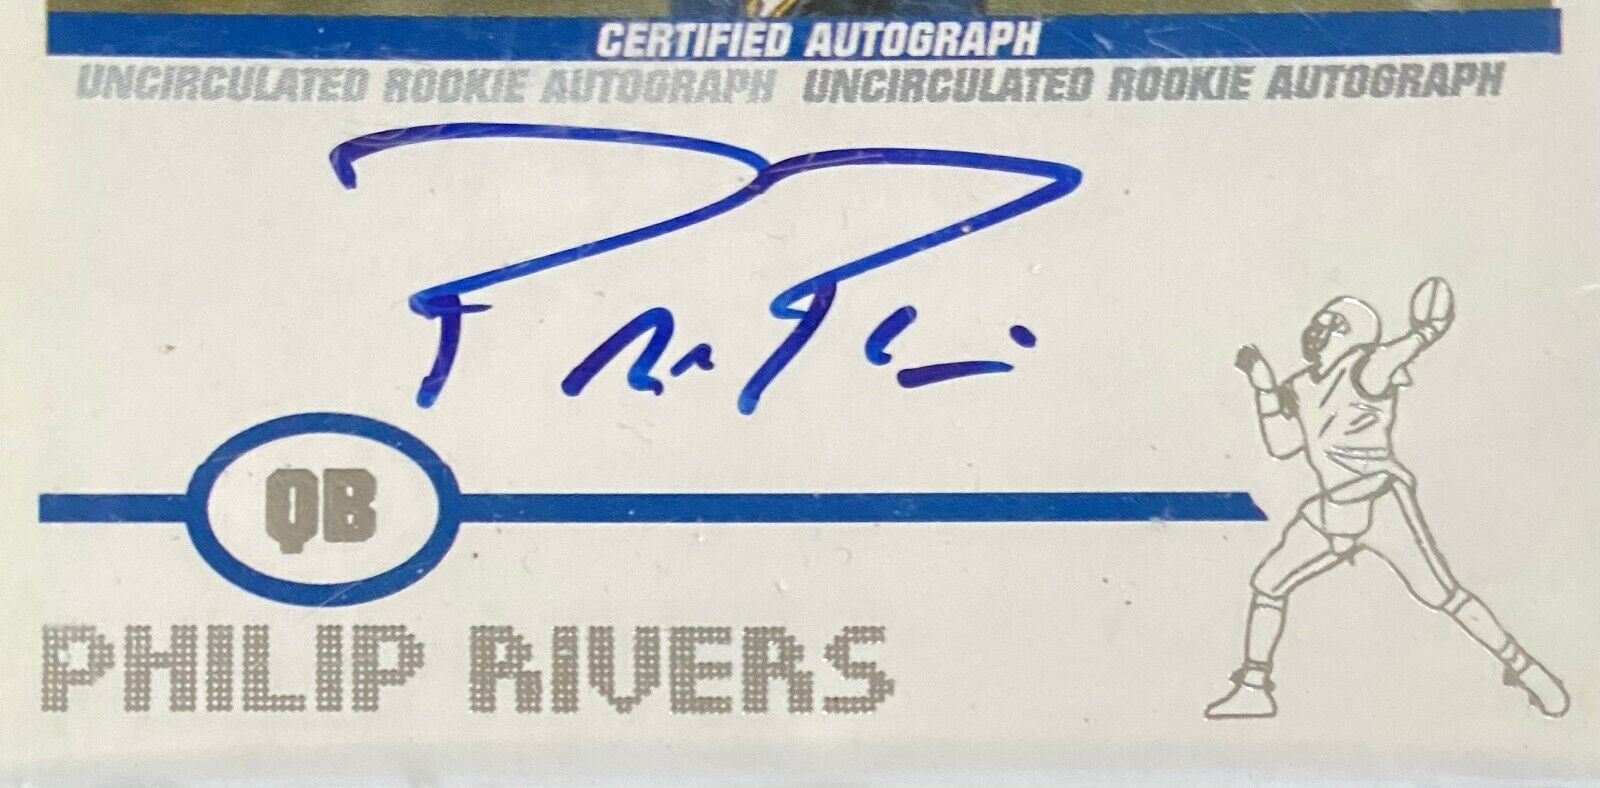 CERTIFIED AUTOGRAPH
UNCIRCULATED ROOKIE AUTOGRAPH UNCIRCULATED ROOKIE AUTOGRAPH
QB
PHILIP RIVERS